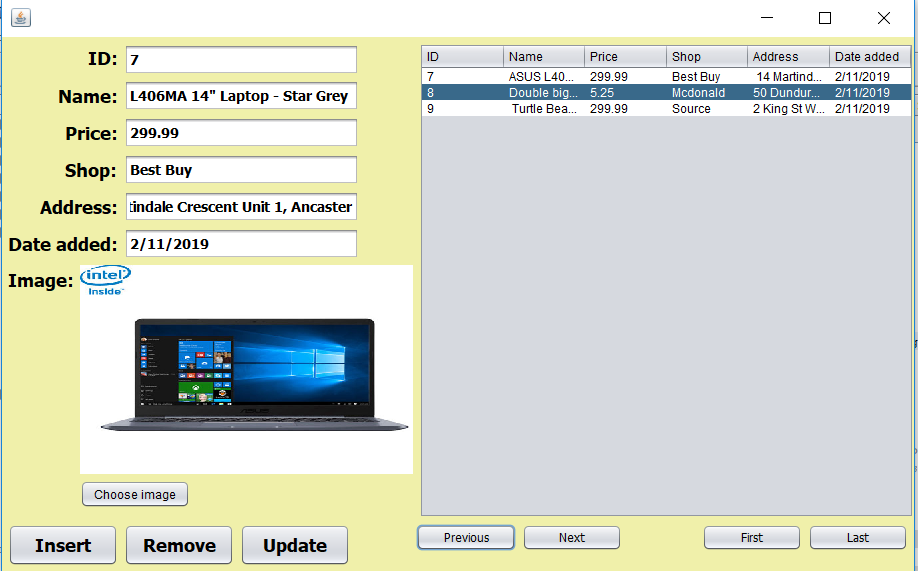 ID: 7
Name: L406MA 14" Laptop - Star Grey
Price: 299.99
Shop: Best Buy
Address: tindale Crescent Unit 1, Ancaster
Date added: 2/11/2019
Image:
intel
inside™
ASUS
Choose image
Insert Remove Update
ID Name Price Shop Address Date added
7 ASUS L40... 299.99 Best Buy 14 Martind... 2/11/2019
8 Double big... 5.25 Mcdonald 50 Dundur... 2/11/2019
9 Turtle Bea... 299.99 Source 2 King St W... 2/11/2019
Previous Next First Last